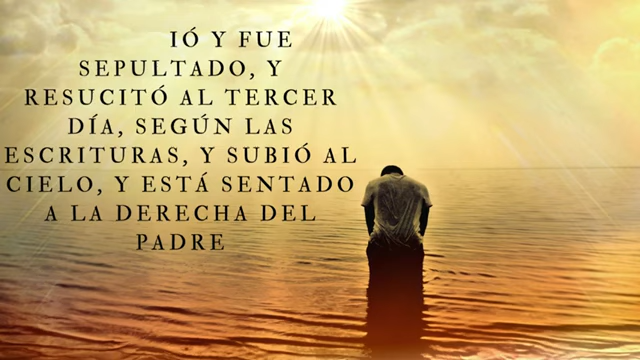 IÓ Y FUE
SEPULTADO, Y
RESUCITÓ AL TERCER
DÍA, SEGÚN LAS
ESCRITURAS, Y SUBIÓ AL
CIELO, Y ESTÁ SENTADO
A LA DERECHA DEL
PADRE